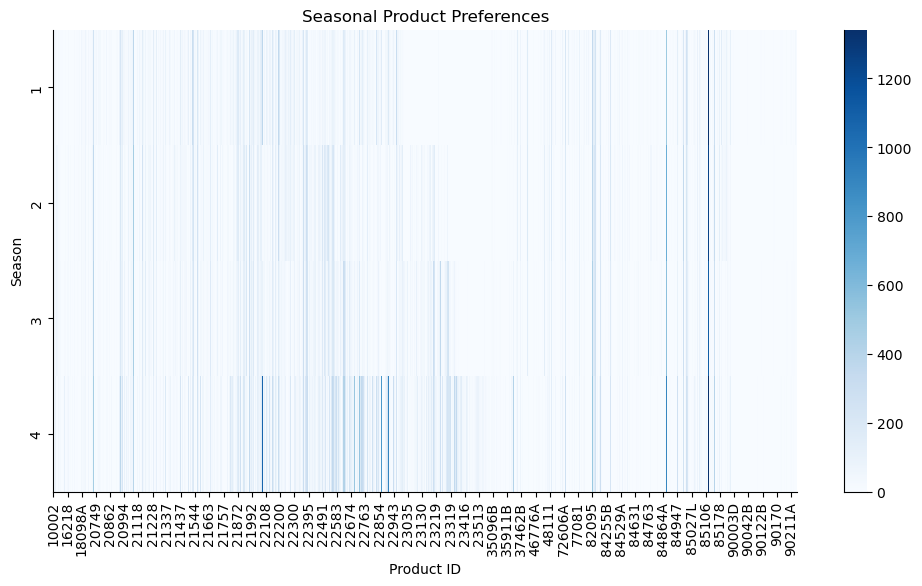 Seasonal Product Preferences
Season
1
2
3
4
10002
16218
18098A
20749
20862
20994
21118
21228
21337
21437
21544
21663
21757
21872
21992
22108
22200
22300
22395
22491
22583
22674
22763
22854
22943
23035
23130
23219
23319
23416
23513
35096B
35911B
37462B
46776A
48111
72606A
77081
82095
84255B
84529A
84631
84763
84864A
84947
85027L
85106
85178
90003D
90042B
90122B
90170
90211A
Product ID
1200
1000
800
600
400
200
0